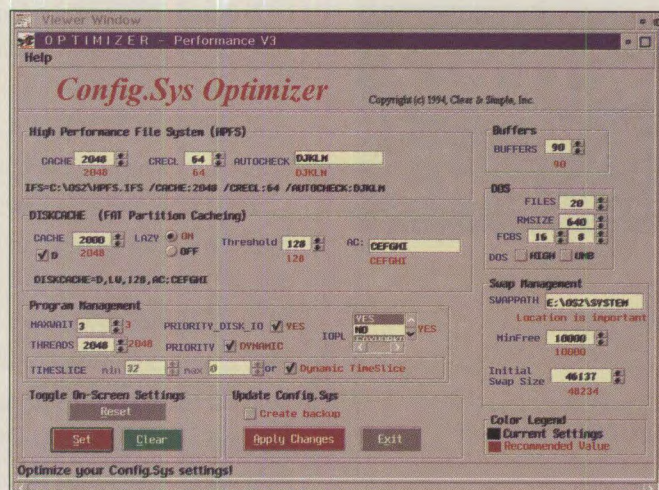 Viewer Window
OPTIMIZER - Performance V3
Help
Config.Sys Optimizer
Copyright (c) 1994, Clear & Simple, Inc.
High Performance File System (HPFS)
CACHE 2048 CRECL 64 AUTOCHECK DJKLM
2048 64 DJKLM
IFS=C:\OS2\HPFS.IFS /CACHE:2048 /CRECL:64 /AUTOCHECK:DJKLM
Buffers
BUFFERS 90
90
DISKCACHE (FAT Partition Cacheing)
CACHE 2000 LAZY ON Threshold 128 AC: CEFGHI
D 2048 OFF 128 CEFGHI
DISKCACHE=D,LW,128,AC:CEFGHI
DOS
FILES 20
RMSIZE 640
FCBS 16 8
DOS HIGH UMB
Program Management
MAXWAIT 3 3 PRIORITY_DISK_IO YES IOPL YES NO YES
THREADS 2048 2048 PRIORITY DYNAMIC
TIMESLICE min 32 max 0 or Dynamic TimeSlice
Swap Management
SWAPPATH E:\OS2\SYSTEM
Location is important
MinFree 10000
10000
Initial Swap Size 46137
48234
Toggle On-Screen Settings
Reset
Set Clear
Update Config.Sys
Create backup
Apply Changes Exit
Color Legend
Current Settings
Recommended Value
Optimize your Config.Sys settings!